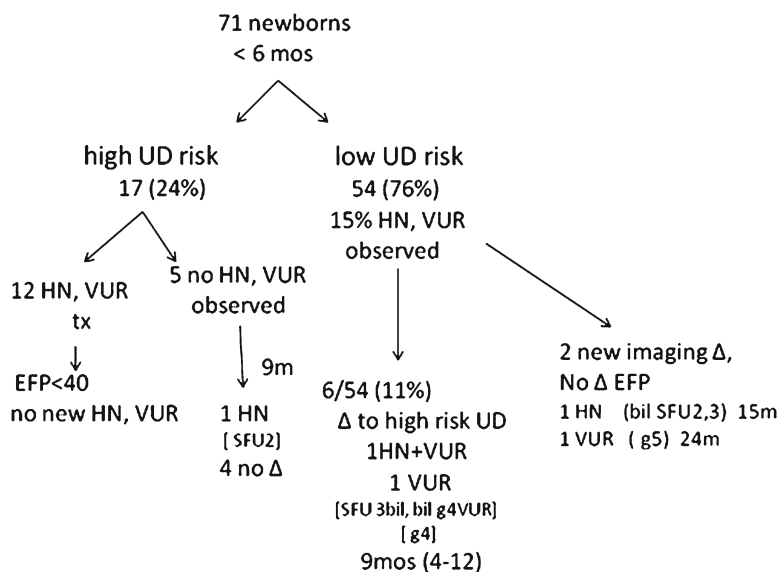 71 newborns
< 6 mos
high UD risk
17 (24%)
low UD risk
54 (76%)
15% HN, VUR
observed
12 HN, VUR
tx
EFP<40
no new HN, VUR
5 no HN, VUR
observed
9m
1 HN
[ SFU2]
4 no Δ
6/54 (11%)
Δ to high risk UD
1HN+VUR
1 VUR
[SFU 3bil, bil g4VUR]
[ g4]
9mos (4-12)
2 new imaging Δ,
No Δ EFP
1 HN (bil SFU2,3) 15m
1 VUR ( g5) 24m